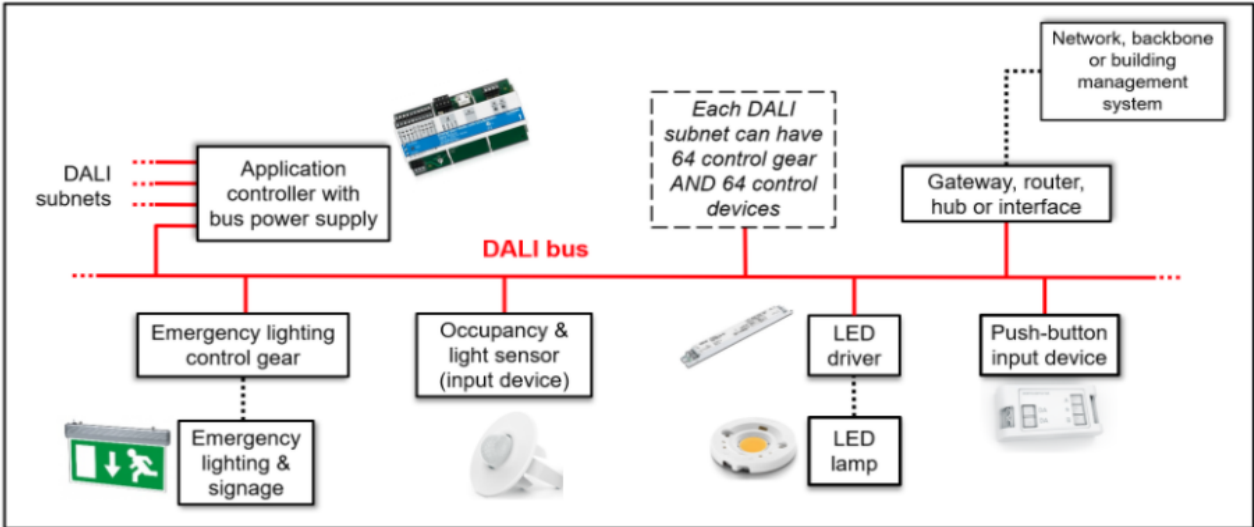 Network, backbone
or building
management
system
Each DALI
subnet can have
64 control gear
AND 64 control
devices
DALI
subnets
Application
controller with
bus power supply
Gateway, router,
hub or interface
DALI bus
Emergency lighting
control gear
Occupancy &
light sensor
(input device)
LED
driver
Push-button
input device
Emergency
lighting &
signage
LED
lamp